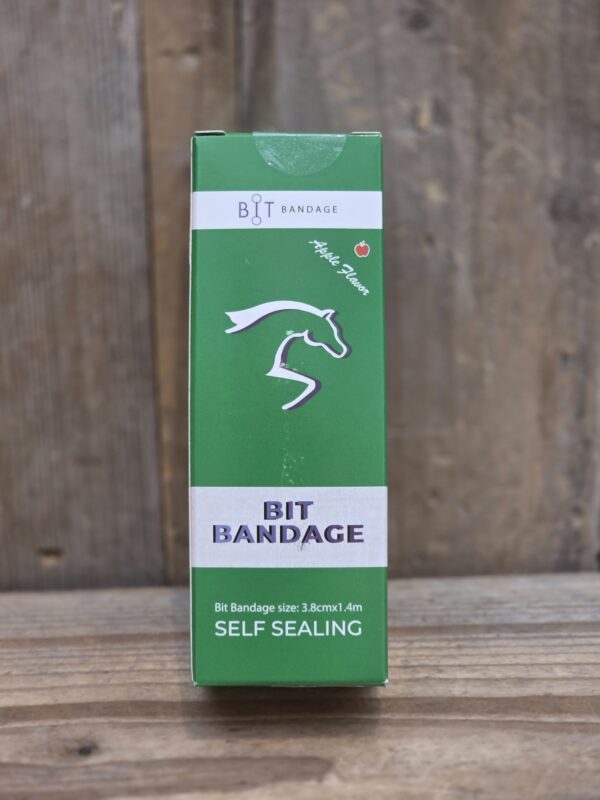 BIT BANDAGE
Apple Flavor
BIT
BANDAGE
Bit Bandage size: 3.8cmx1.4m
SELF SEALING